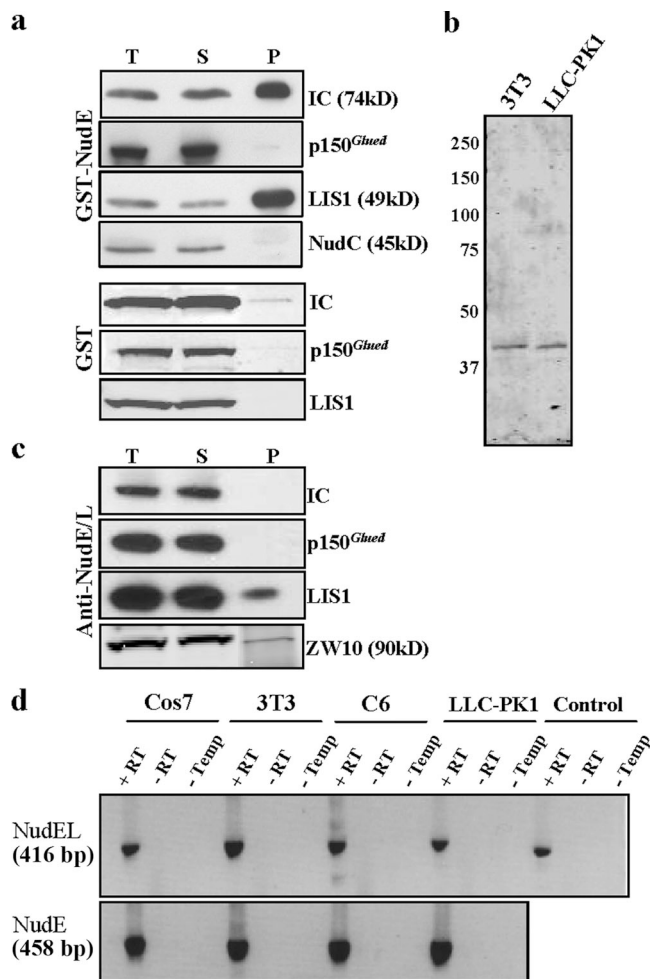 a
T S P
GST-NudE
IC (74kD)
p150Glued
LIS1 (49kD)
NudC (45kD)
GST
IC
p150Glued
LIS1
b
3T3 LLC-PK1
250
150
100
75
50
37
c
T S P
Anti-NudE/L
IC
p150Glued
LIS1
ZW10 (90kD)
d
Cos7 3T3 C6 LLC-PK1 Control
+ RT - RT - Temp + RT - RT - Temp + RT - RT - Temp + RT - RT - Temp + RT - RT - Temp
NudEL
(416 bp)
NudE
(458 bp)